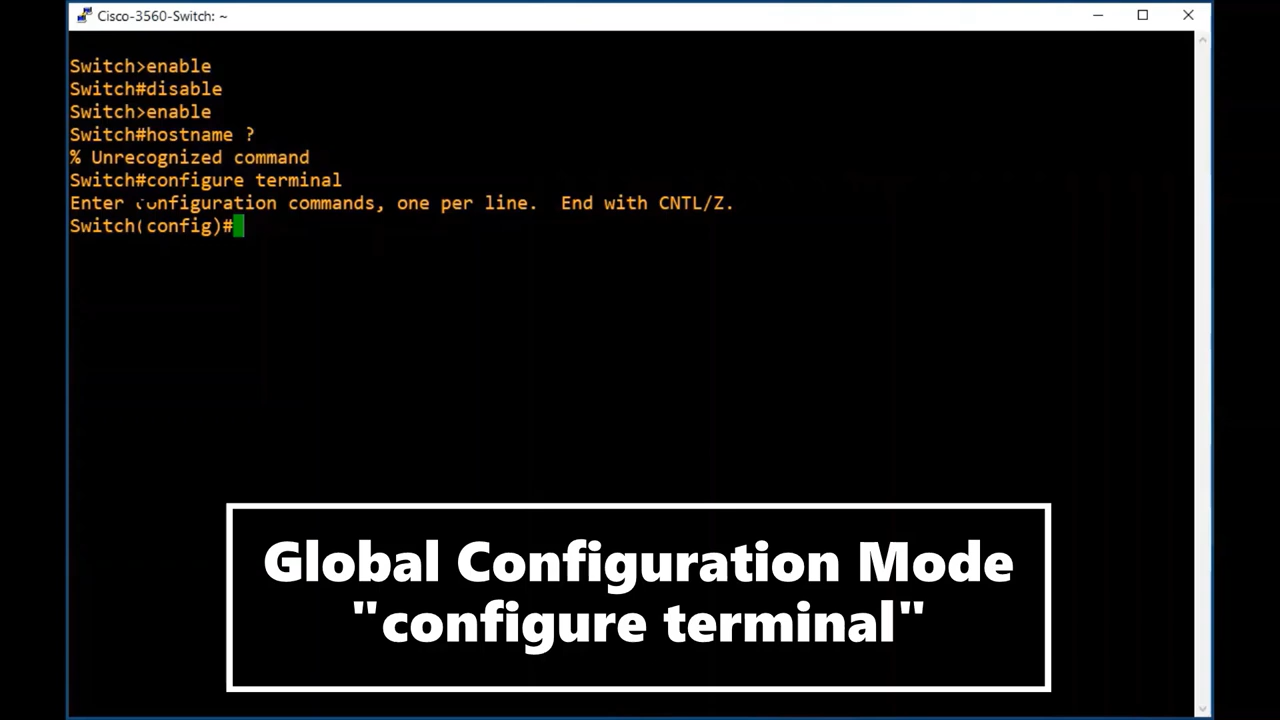 Cisco-3560-Switch: ~
Switch>enable
Switch#disable
Switch>enable
Switch#hostname ?
% Unrecognized command
Switch#configure terminal
Enter configuration commands, one per line.  End with CNTL/Z.
Switch(config)#
Global Configuration Mode
"configure terminal"